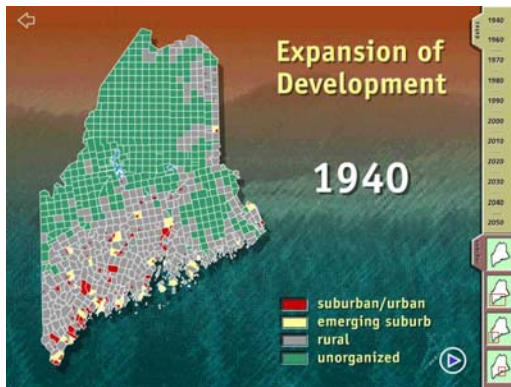 Expansion of
Development
1940
suburban/urban
emerging suburb
rural
unorganized
dates
1940
1960
1970
1980
1990
2000
2010
2020
2030
2040
2050